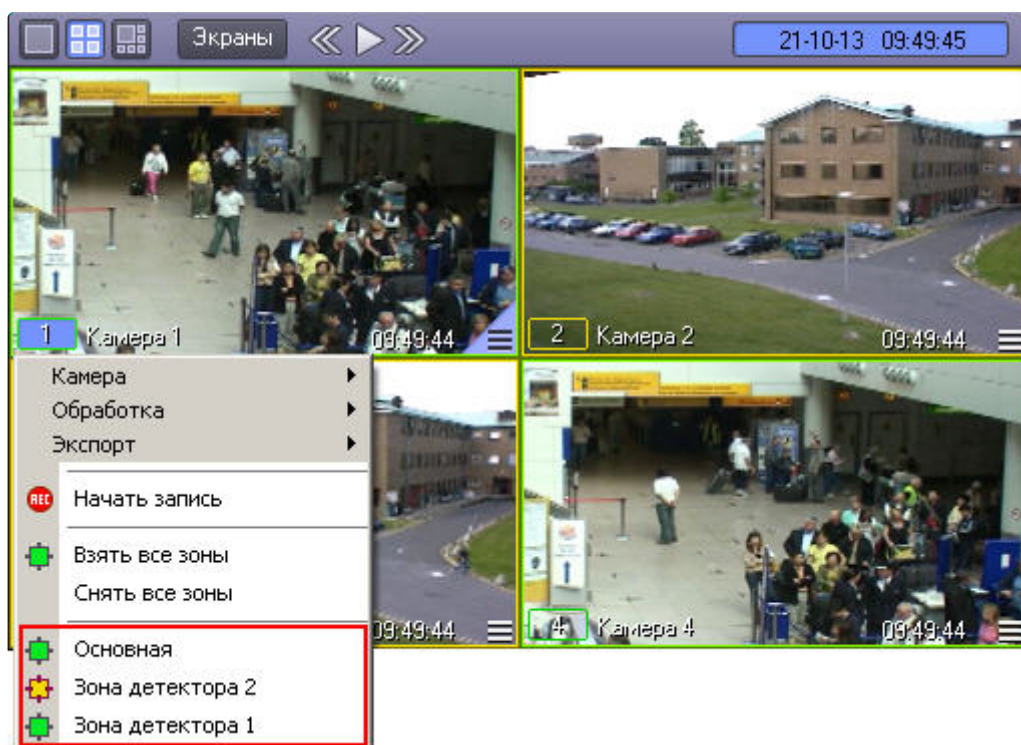 Экраны
21-10-13 09:49:45
1 Камера 1 09:49:44
2 Камера 2 09:49:44
Камера
Обработка
Экспорт
REC Начать запись
Взять все зоны
Снять все зоны
Основная
Зона детектора 2
Зона детектора 1
09:49:44
4 Камера 4 09:49:44